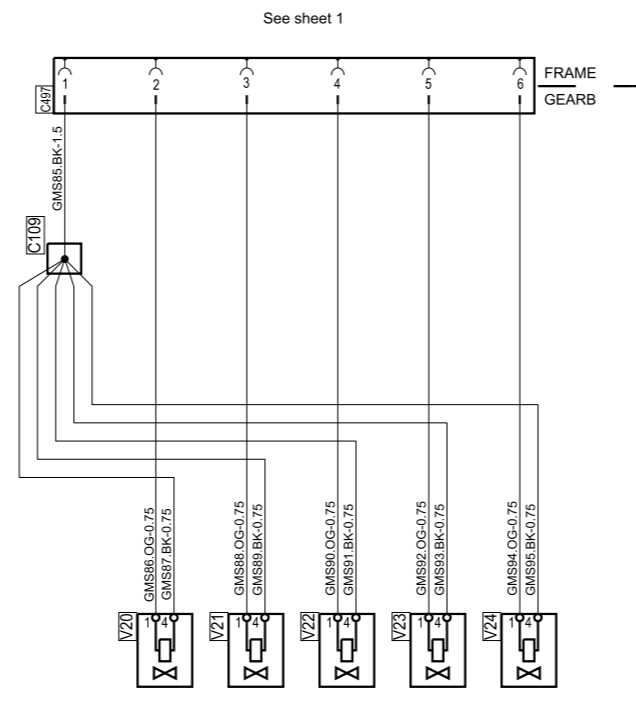 See sheet 1
FRAME
C497 1 2 3 4 5 6
GEARB
GMS85.BK-1.5
C109
GMS86.OG-0.75
GMS87.BK-0.75
GMS88.OG-0.75
GMS89.BK-0.75
GMS90.OG-0.75
GMS91.BK-0.75
GMS92.OG-0.75
GMS93.BK-0.75
GMS94.OG-0.75
GMS95.BK-0.75
V20 1 4 V21 1 4 V22 1 4 V23 1 4 V24 1 4